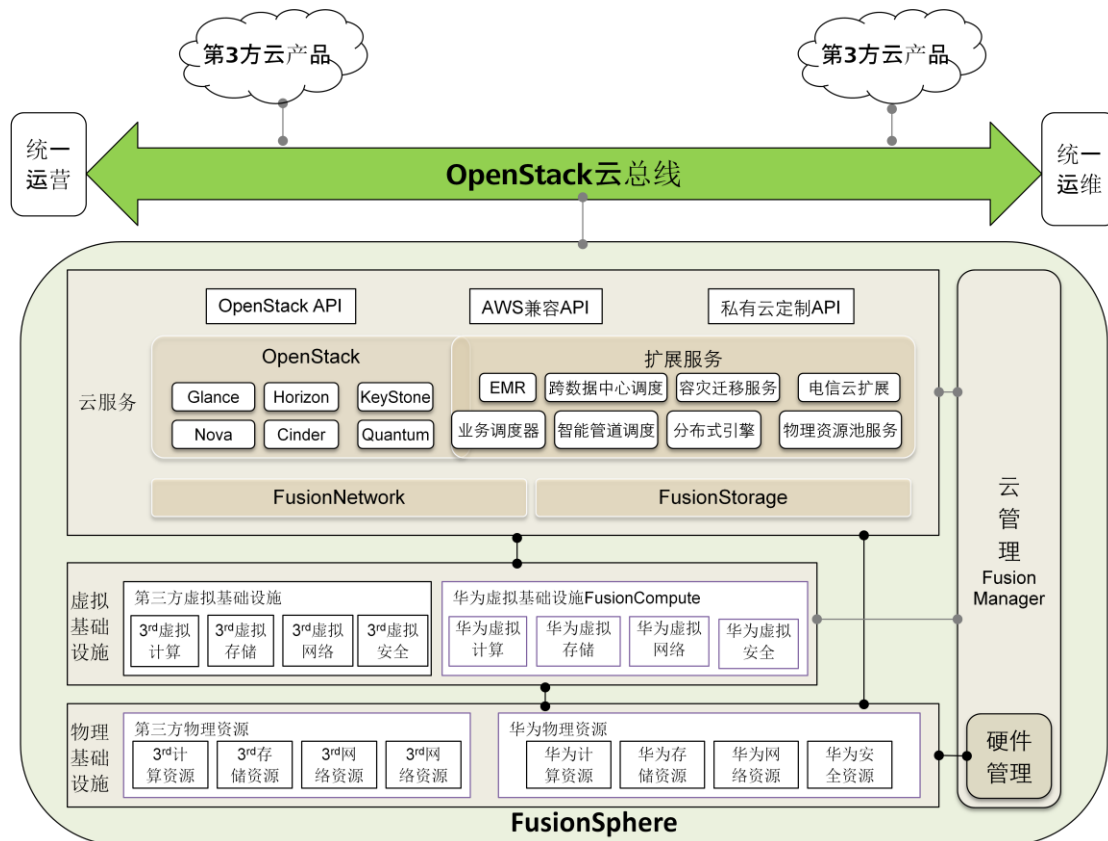 第3方云产品
第3方云产品
统一
运营
OpenStack云总线
统一
运维
OpenStack API
AWS兼容API
私有云定制API
OpenStack
扩展服务
云服务
Glance
Horizon
KeyStone
EMR
跨数据中心调度
容灾迁移服务
电信云扩展
Nova
Cinder
Quantum
业务调度器
智能管道调度
分布式引擎
物理资源池服务
FusionNetwork
FusionStorage
云
管
理
Fusion
Manager
虚拟
基础
设施
第三方虚拟基础设施
3rd虚拟
计算
3rd虚拟
存储
3rd虚拟
网络
3rd虚拟
安全
华为虚拟基础设施FusionCompute
华为虚拟
计算
华为虚拟
存储
华为虚拟
网络
华为虚拟
安全
物理
基础
设施
第三方物理资源
3rd计
算资源
3rd存
储资源
3rd网
络资源
3rd网
络资源
华为物理资源
华为计
算资源
华为存
储资源
华为网
络资源
华为安
全资源
硬件
管理
FusionSphere